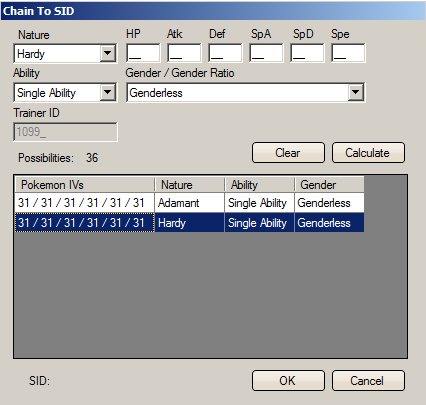 Chain To SID
Nature HP Atk Def SpA SpD Spe
Hardy __ __ __ __ __ __
Ability Gender / Gender Ratio
Single Ability Genderless
Trainer ID
1099_
Possibilities: 36 Clear Calculate
Pokemon IVs Nature Ability Gender
31 / 31 / 31 / 31 / 31 / 31 Adamant Single Ability Genderless
31 / 31 / 31 / 31 / 31 / 31 Hardy Single Ability Genderless
SID: OK Cancel